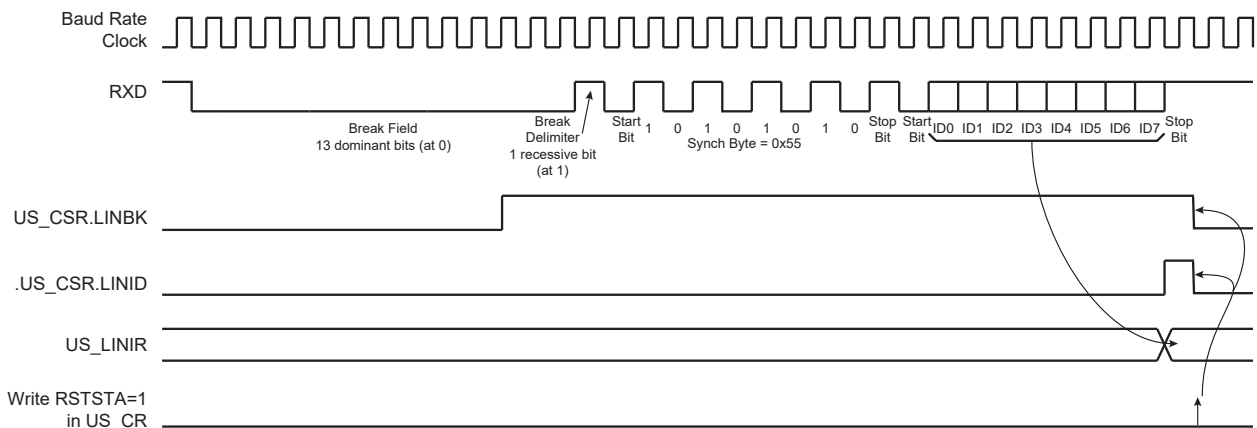 Baud Rate
Clock
RXD
Break Field
13 dominant bits (at 0)
Break
Delimiter
1 recessive bit
(at 1)
Start
Bit
1 0 1 0 1 0 1 0
Synch Byte = 0x55
Stop
Bit
Start
Bit
ID0 ID1 ID2 ID3 ID4 ID5 ID6 ID7
Stop
Bit
US_CSR.LINBK
.US_CSR.LINID
US_LINIR
Write RSTSTA=1
in US_CR